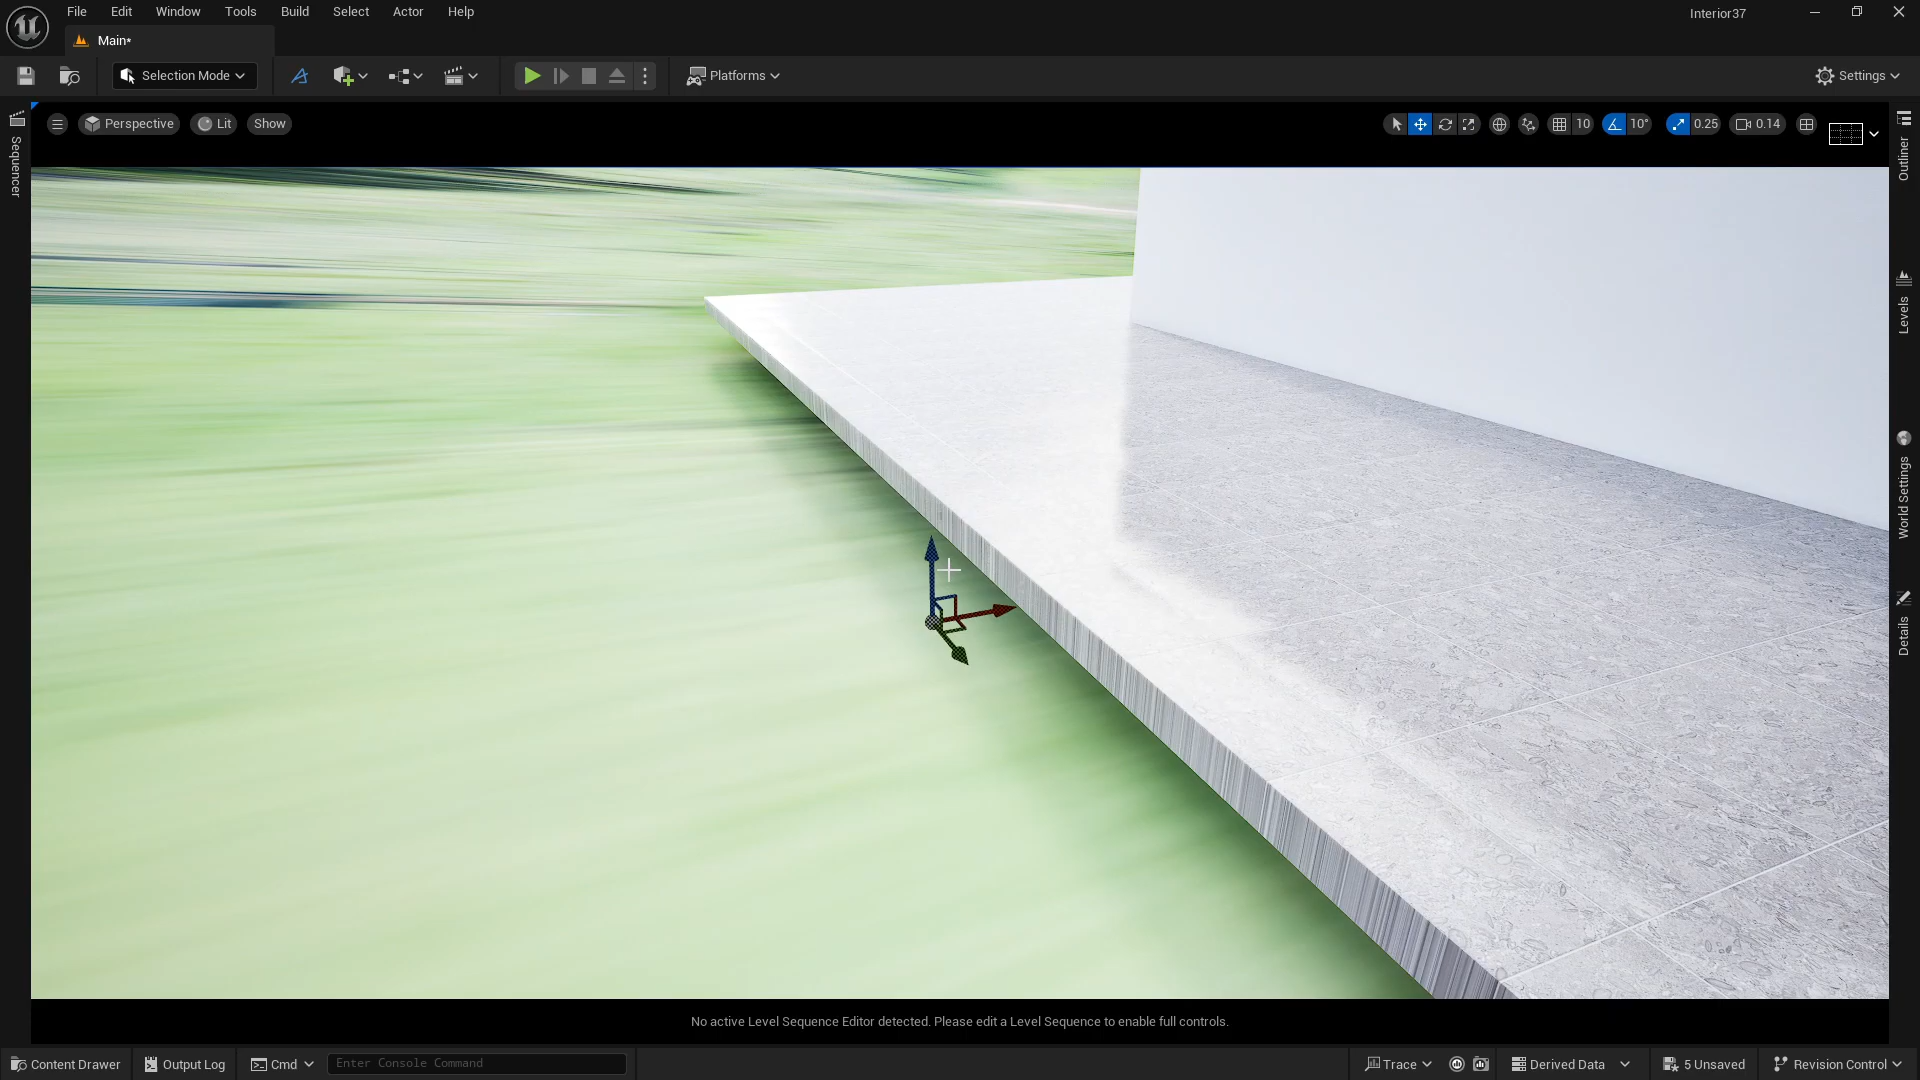 File Edit Window Tools Build Select Actor Help
Interior37
Main*
Selection Mode
Platforms
Settings
Perspective
Lit
Show
10
10°
0.25
0.14
Sequencer
Outliner
Levels
World Settings
Details
No active Level Sequence Editor detected. Please edit a Level Sequence to enable full controls.
Content Drawer
Output Log
Cmd
Enter Console Command
Trace
Derived Data
5 Unsaved
Revision Control